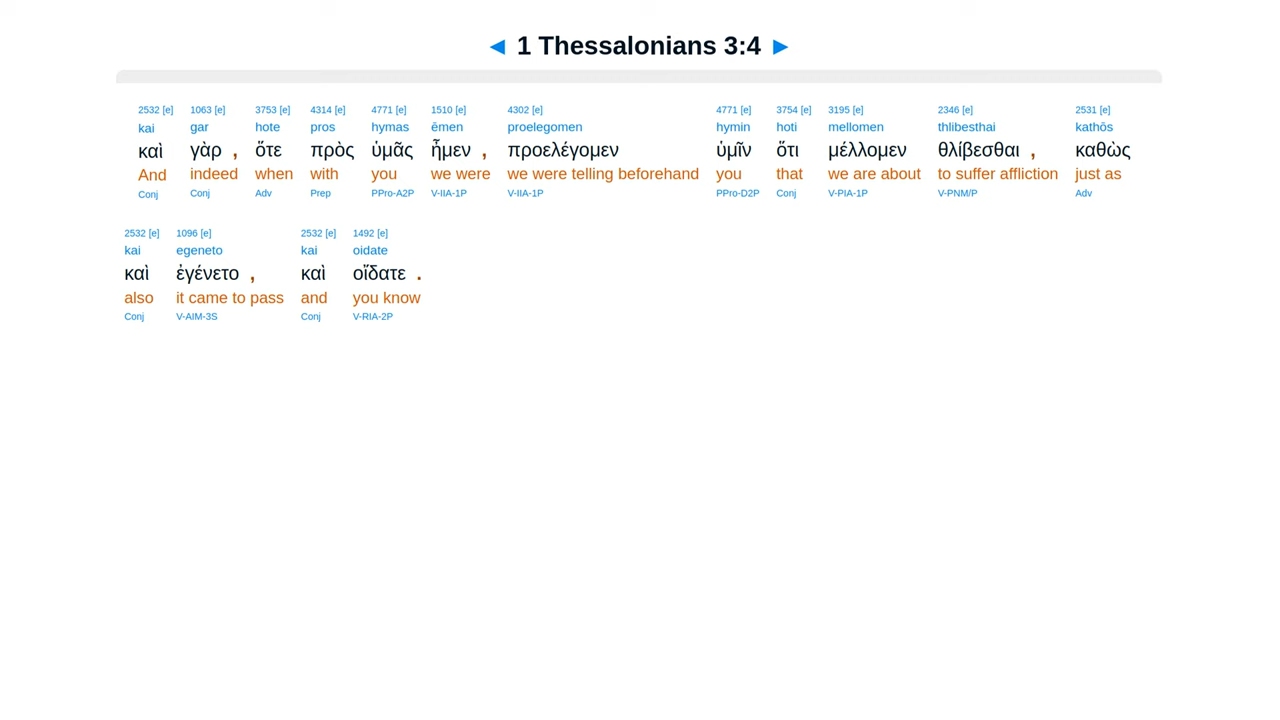 ◄ 1 Thessalonians 3:4 ►
2532 [e] 1063 [e] 3753 [e] 4314 [e] 4771 [e] 1510 [e] 4302 [e] 4771 [e] 3754 [e] 3195 [e] 2346 [e] 2531 [e]
kai gar hote pros hymas ēmen proelegomen hymin hoti mellomen thlibesthai kathōs
καὶ γὰρ , ὅτε πρὸς ὑμᾶς ἦμεν , προελέγομεν ὑμῖν ὅτι μέλλομεν θλίβεσθαι , καθὼς
And indeed when with you we were we were telling beforehand you that we are about to suffer affliction just as
Conj Conj Adv Prep PPro-A2P V-IIA-1P V-IIA-1P PPro-D2P Conj V-PIA-1P V-PNM/P Adv
2532 [e] 1096 [e] 2532 [e] 1492 [e]
kai egeneto kai oidate
καὶ ἐγένετο , καὶ οἴδατε .
also it came to pass and you know
Conj V-AIM-3S Conj V-RIA-2P